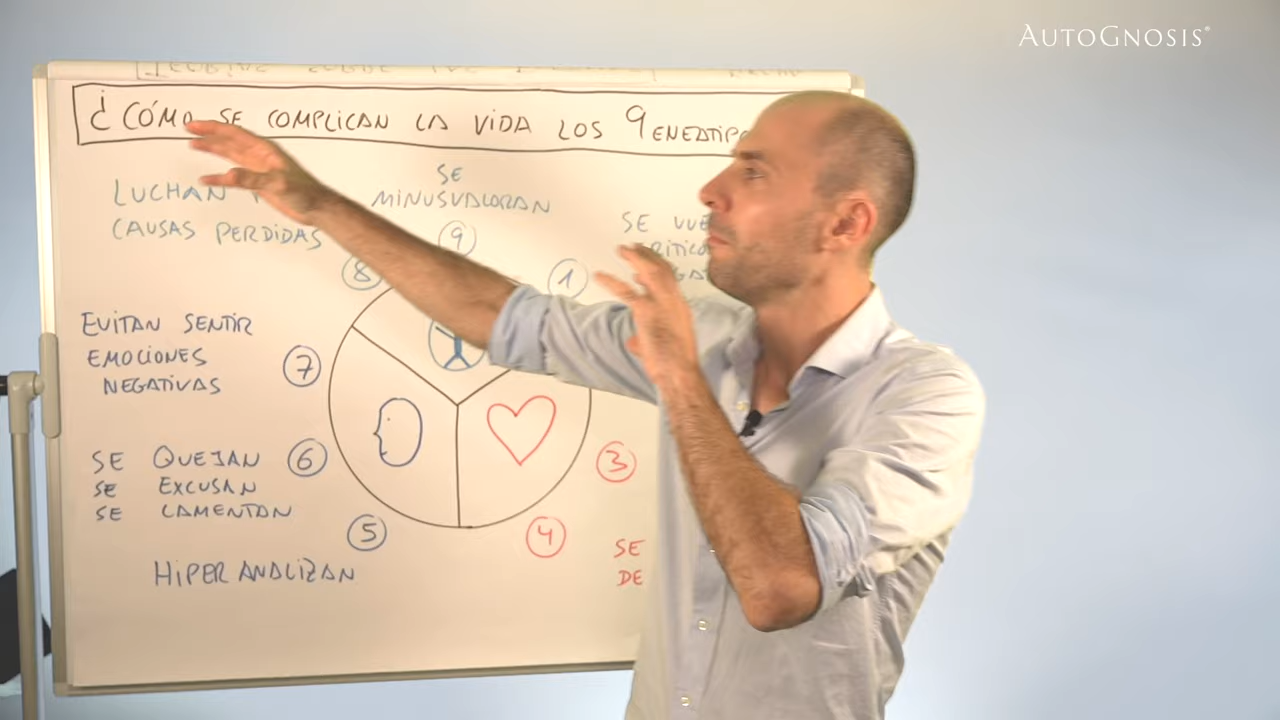 AUTOGNOSIS®
¿CÓMO SE COMPLICAN LA VIDA LOS 9
LUCHAN
CAUSAS PERDIDAS
8
SE
MINUSVALORAN
9
SE
1
EVITAN SENTIR
EMOCIONES
NEGATIVAS
7
SE QUEJAN
SE EXCUSAN
SE LAMENTAN
6
5
HIPERANALIZAN
3
4
SE
DE